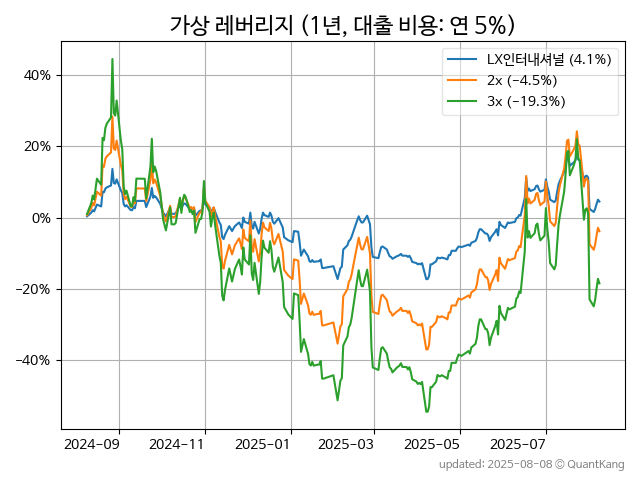 가상 레버리지 (1년, 대출 비용: 연 5%)
LX인터내셔널 (4.1%)
2x (−4.5%)
3x (−19.3%)
40%
20%
0%
−20%
−40%
2024-09 2024-11 2025-01 2025-03 2025-05 2025-07
updated: 2025-08-08 © QuantKang